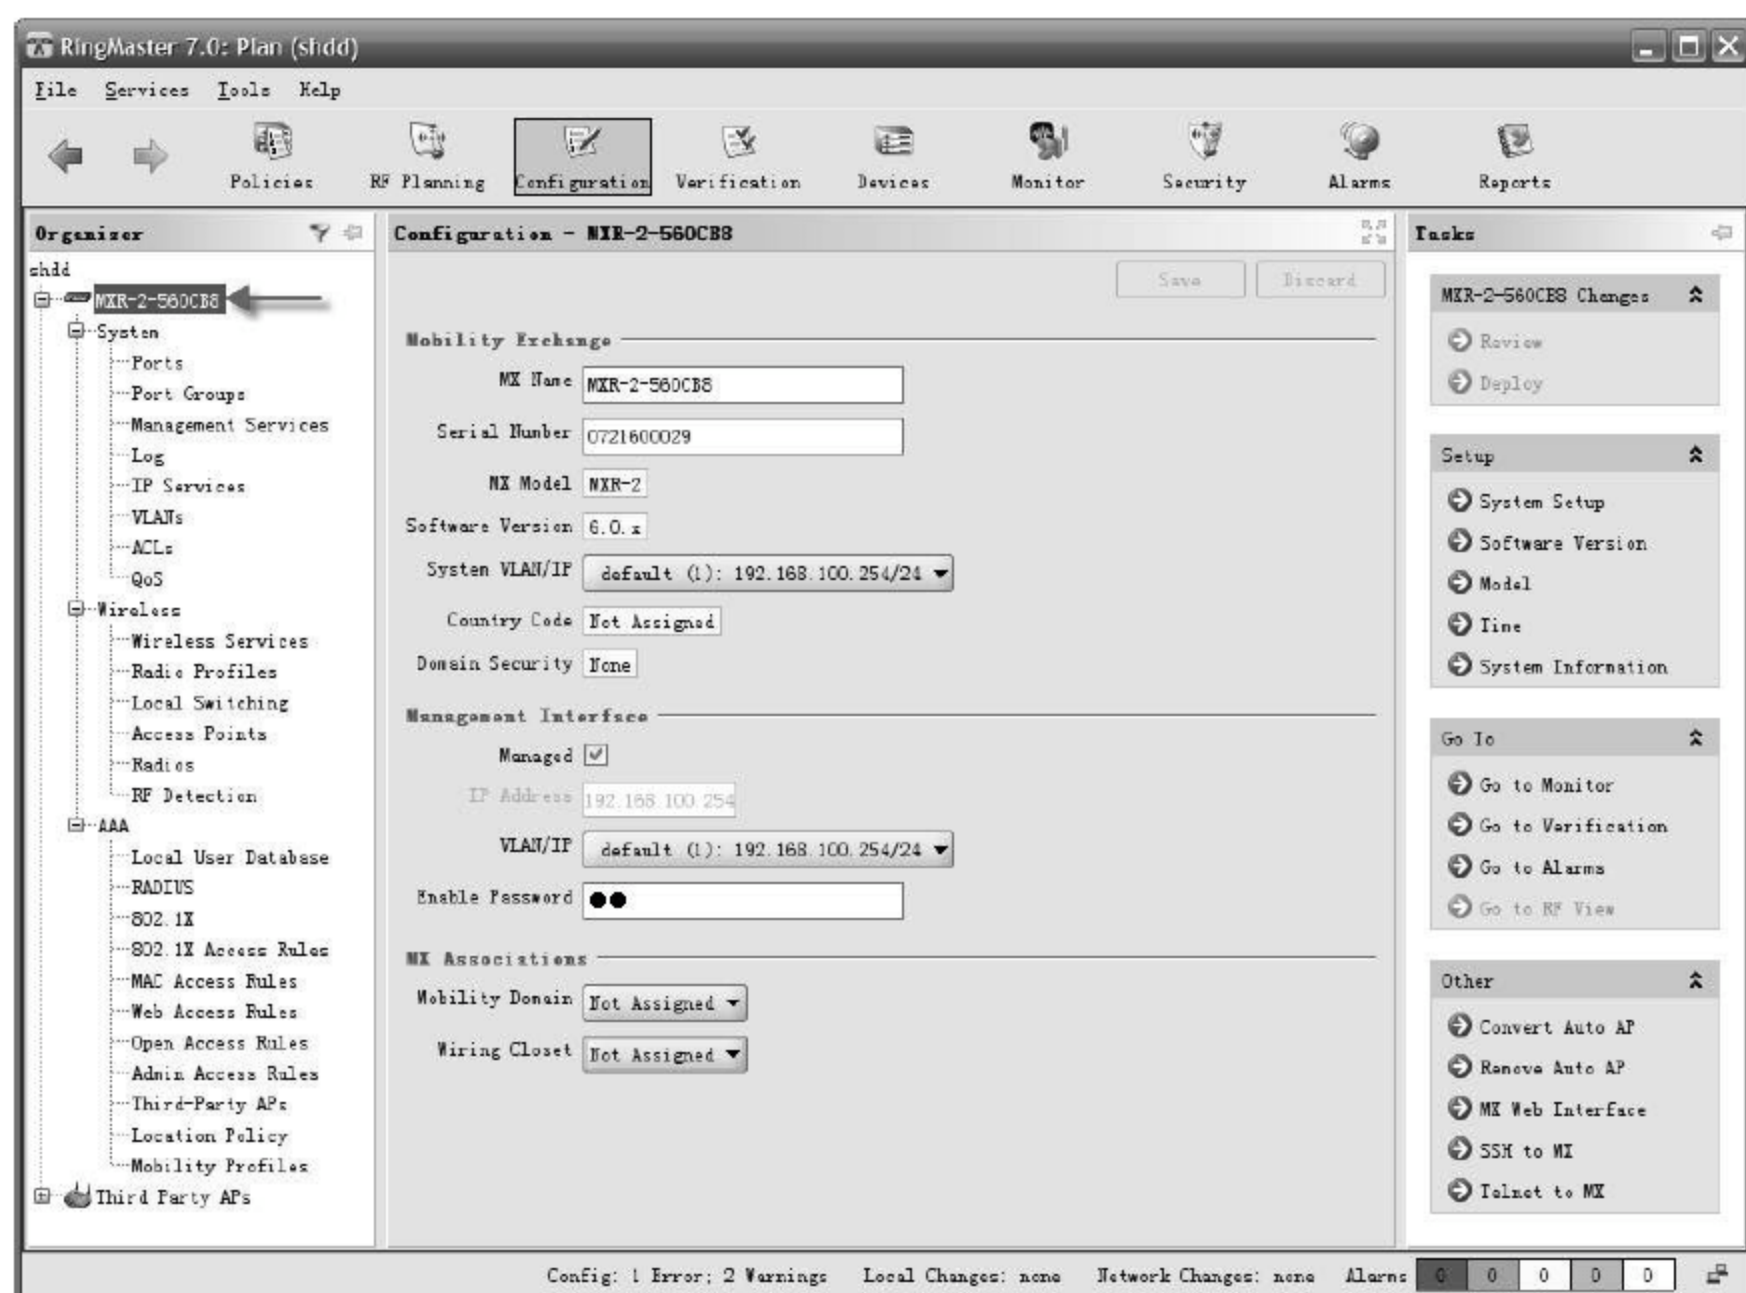 RingMaster 7.0: Plan (shdd)
File Services Tools Help
Policies RF Planning Configuration Verification Devices Monitor Security Alarms Reports
Organizer
shdd
MXR-2-560CB8
System
Ports
Port Groups
Management Services
Log
IP Services
VLANs
ACLs
QoS
Wireless
Wireless Services
Radio Profiles
Local Switching
Access Points
Radios
RF Detection
AAA
Local User Database
RADIUS
802.1X
802.1X Access Rules
MAC Access Rules
Web Access Rules
Open Access Rules
Admin Access Rules
Third-Party APs
Location Policy
Mobility Profiles
Third Party APs
Configuration - MXR-2-560CB8
Save Discard
Mobility Exchange
MX Name MXR-2-560CB8
Serial Number 0721600029
MX Model MXR-2
Software Version 6.0.x
System VLAN/IP default (1): 192.168.100.254/24
Country Code Not Assigned
Domain Security None
Management Interface
Managed
IP Address 192.168.100.254
VLAN/IP default (1): 192.168.100.254/24
Enable Password ●●
MX Associations
Mobility Domain Not Assigned
Wiring Closet Not Assigned
Tasks
MXR-2-560CB8 Changes
Review
Deploy
Setup
System Setup
Software Version
Model
Time
System Information
Go To
Go to Monitor
Go to Verification
Go to Alarms
Go to RF View
Other
Convert Auto AP
Remove Auto AP
MX Web Interface
SSH to MX
Telnet to MX
Config: 1 Error; 2 Warnings Local Changes: none Network Changes: none Alarms 0 0 0 0 0